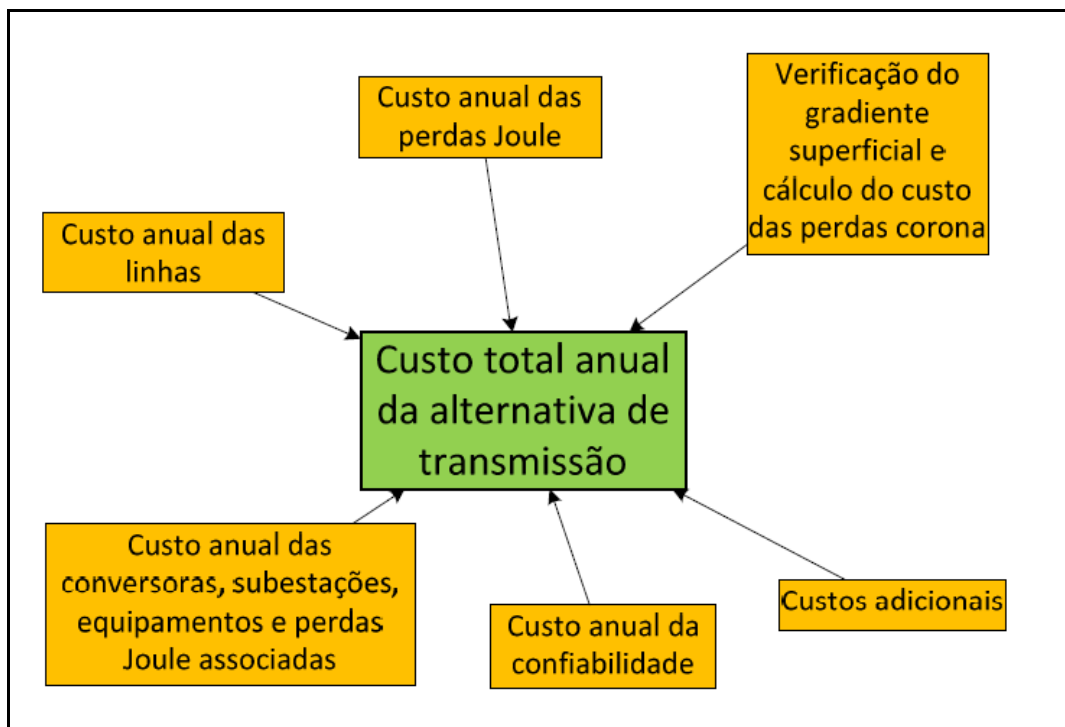 Custo anual das
perdas Joule
Verificação do
gradiente
superficial e
cálculo do custo
das perdas corona
Custo anual das
linhas
Custo total anual
da alternativa de
transmissão
Custo anual das
conversoras, subestações,
equipamentos e perdas
Joule associadas
Custo anual da
confiabilidade
Custos adicionais